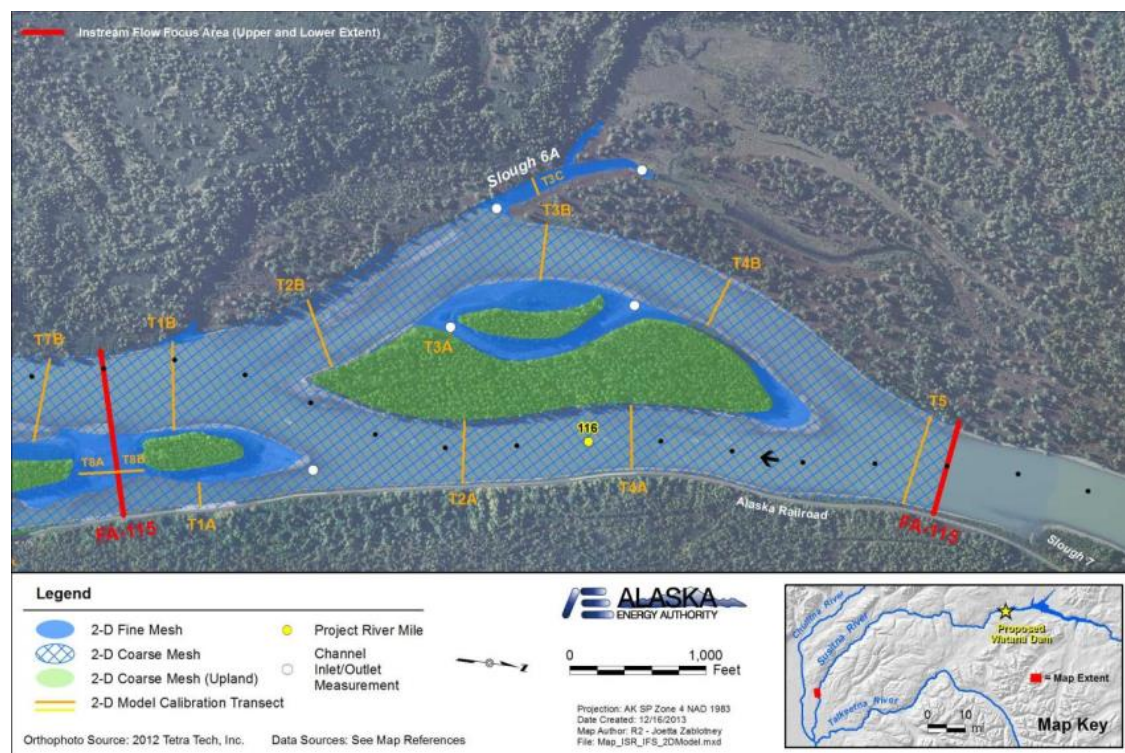 Instream Flow Focus Area (Upper and Lower Extent)
Slough 6A
T3C
T3B
T4B
T2B
T1B
T7B
T3A
T5
116
T8A
T8B
T2A
T4A
T1A
FA-115
FA-115
Alaska Railroad
Slough 7
Legend
2-D Fine Mesh
2-D Coarse Mesh
2-D Coarse Mesh (Upland)
2-D Model Calibration Transect
Project River Mile
Channel
Inlet/Outlet
Measurement
Orthophoto Source: 2012 Tetra Tech, Inc.
Data Sources: See Map References
ALASKA
ENERGY AUTHORITY
0
1,000
Feet
Z
Projection: AK SP Zone 4 NAD 1983
Date Created: 12/16/2013
Map Author: R2 - Joetta Zablotney
File: Map_ISR_IFS_2DModel.mxd
Chulitna River
Susitna River
Talkeetna River
Proposed
Watana Dam
= Map Extent
0
10
mi
Map Key